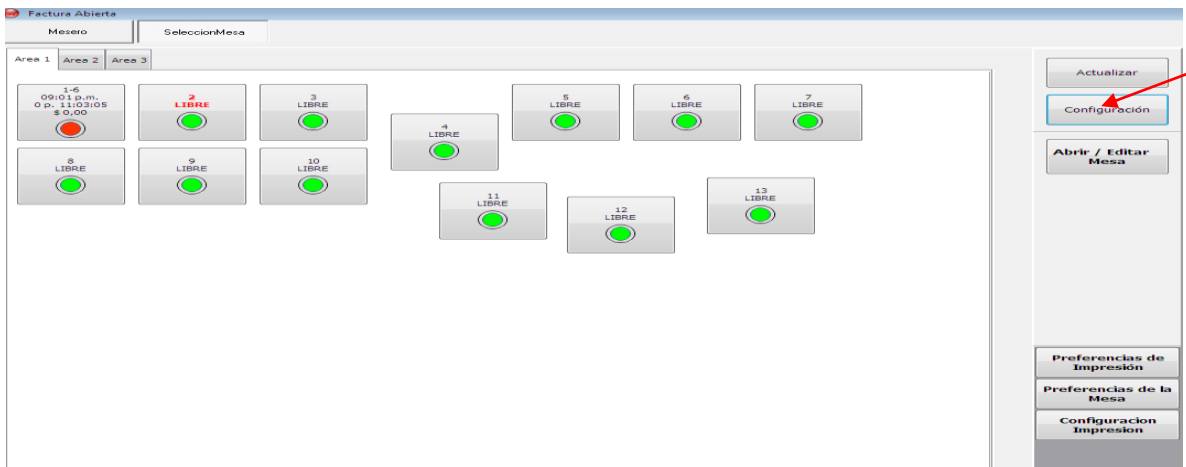 Factura Abierta
Mesero
SeleccionMesa
Area 1
Area 2
Area 3
1-6
09:01 p.m.
0 p. 11:03:05
$ 0,00
2
LIBRE
3
LIBRE
4
LIBRE
5
LIBRE
6
LIBRE
7
LIBRE
8
LIBRE
9
LIBRE
10
LIBRE
11
LIBRE
12
LIBRE
13
LIBRE
Actualizar
Configuración
Abrir / Editar
Mesa
Preferencias de
Impresión
Preferencias de la
Mesa
Configuracion
Impresion